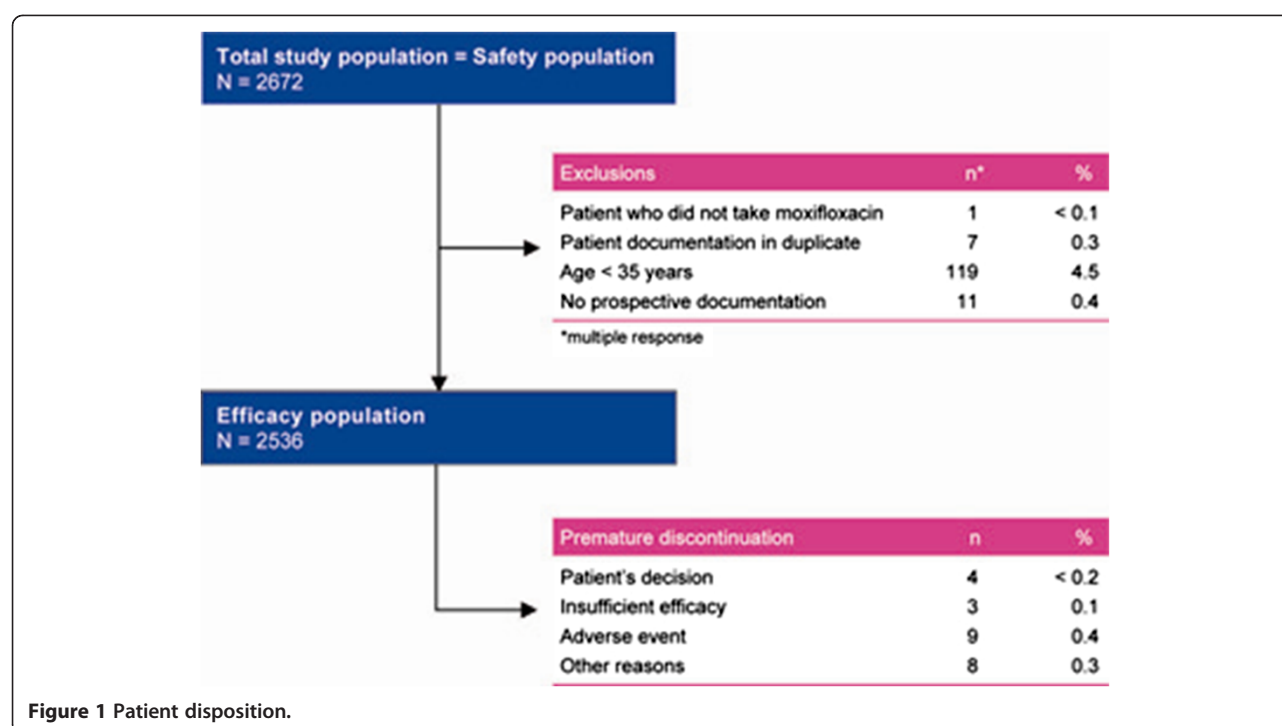 Total study population = Safety population
N = 2672
Exclusions n* %
Patient who did not take moxifloxacin 1 < 0.1
Patient documentation in duplicate 7 0.3
Age < 35 years 119 4.5
No prospective documentation 11 0.4
*multiple response
Efficacy population
N = 2536
Premature discontinuation n %
Patient's decision 4 < 0.2
Insufficient efficacy 3 0.1
Adverse event 9 0.4
Other reasons 8 0.3
Figure 1 Patient disposition.